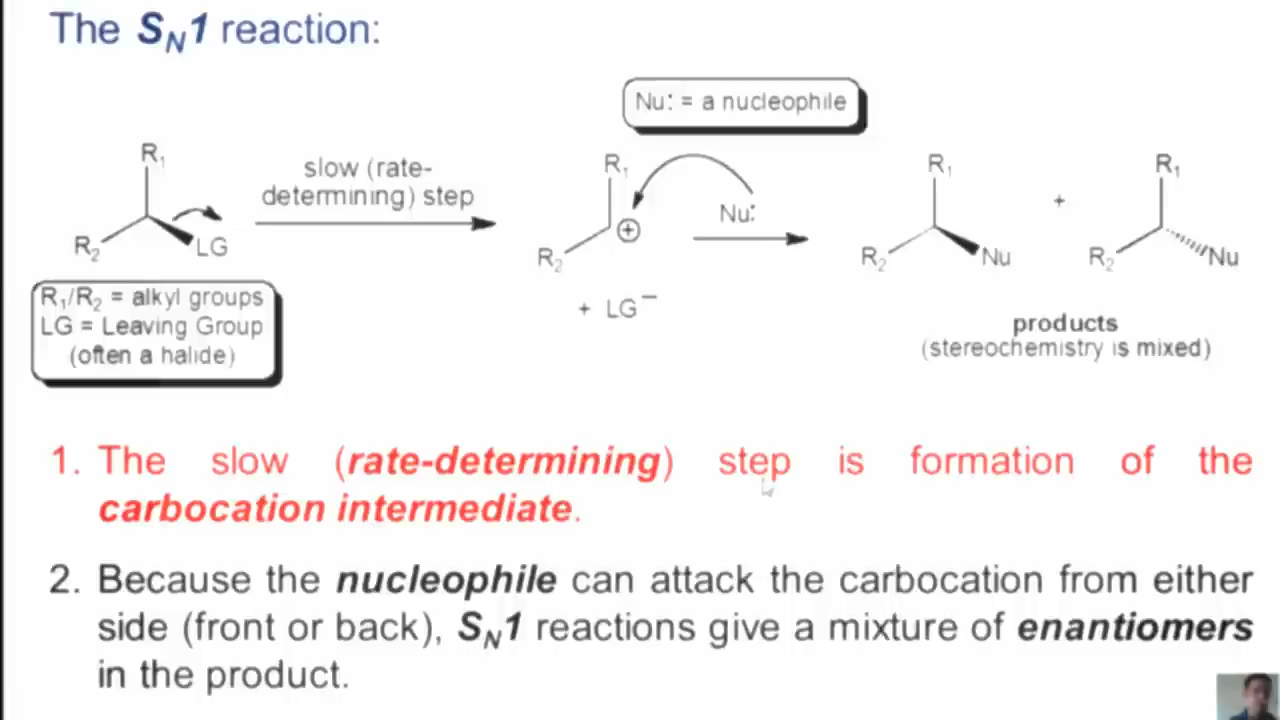 The S_N1 reaction:
Nu: = a nucleophile
R₁
R₂
LG
slow (rate-
determining) step
R₁
R₂
⊕
+ LG⁻
Nu:
R₁
R₂
Nu
+
R₁
R₂
Nu
R₁/R₂ = alkyl groups
LG = Leaving Group
(often a halide)
products
(stereochemistry is mixed)
1. The slow (rate-determining) step is formation of the
carbocation intermediate.
2. Because the nucleophile can attack the carbocation from either
side (front or back), S_N1 reactions give a mixture of enantiomers
in the product.